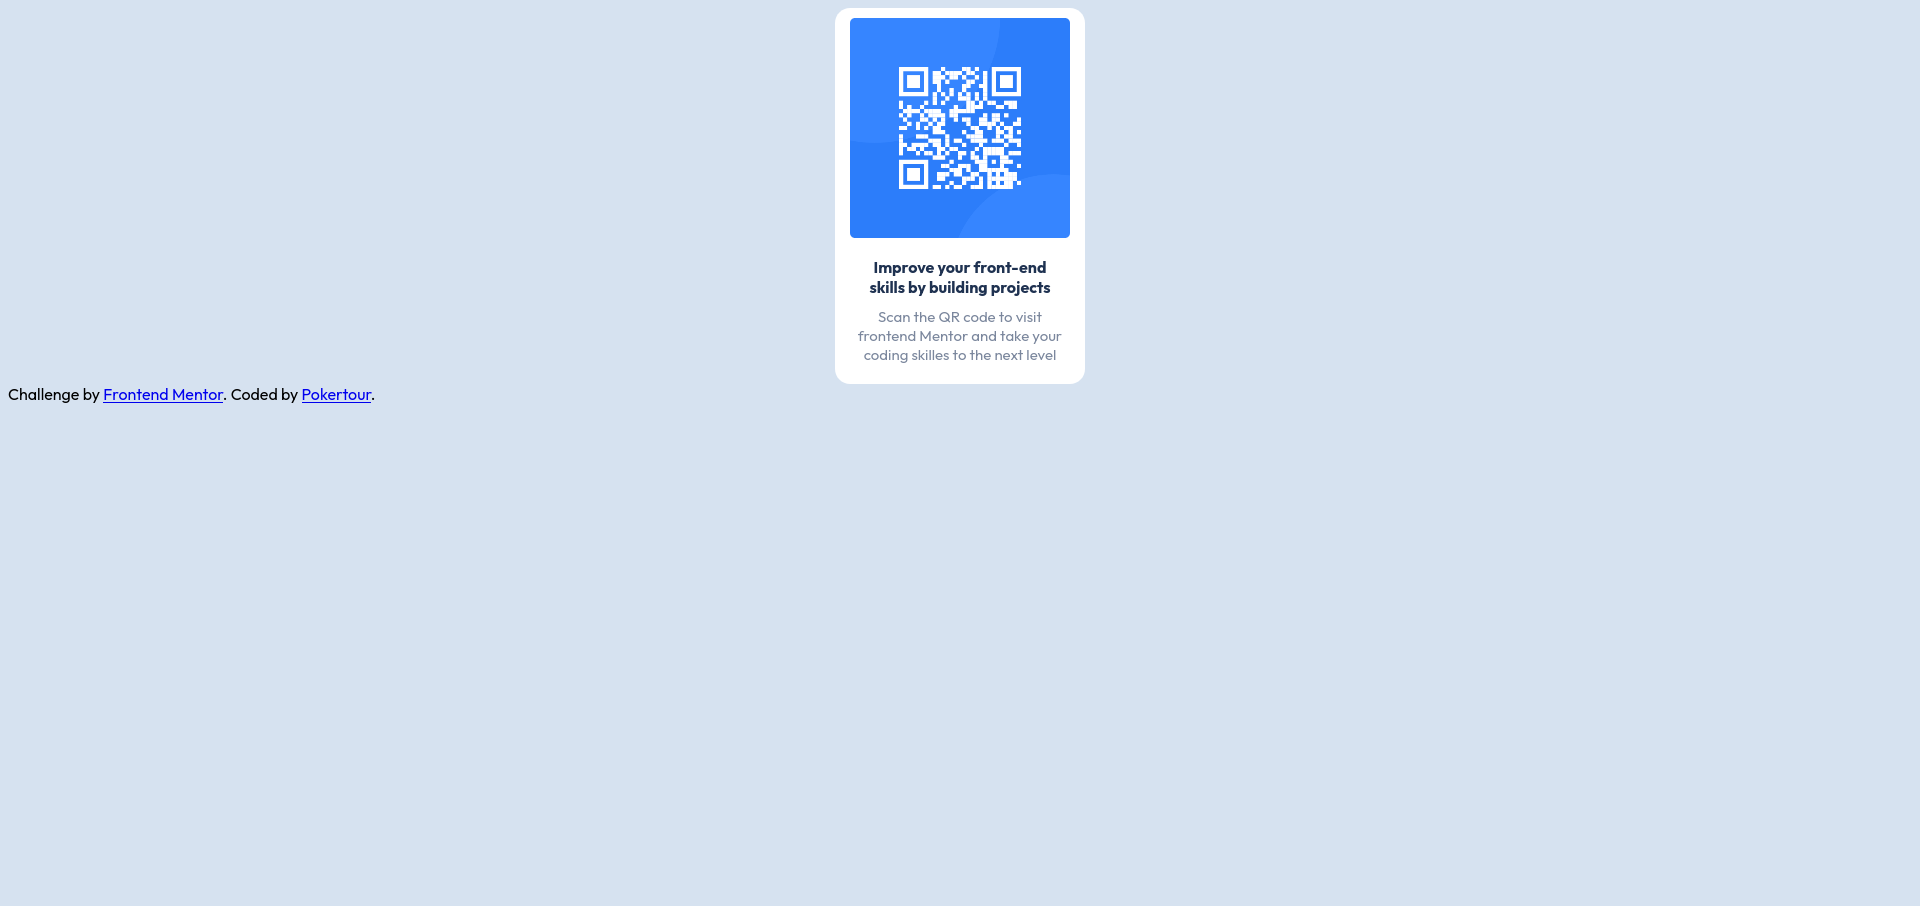 Improve your front-end
skills by building projects
Scan the QR code to visit
frontend Mentor and take your
coding skilles to the next level
Challenge by Frontend Mentor. Coded by Pokertour.